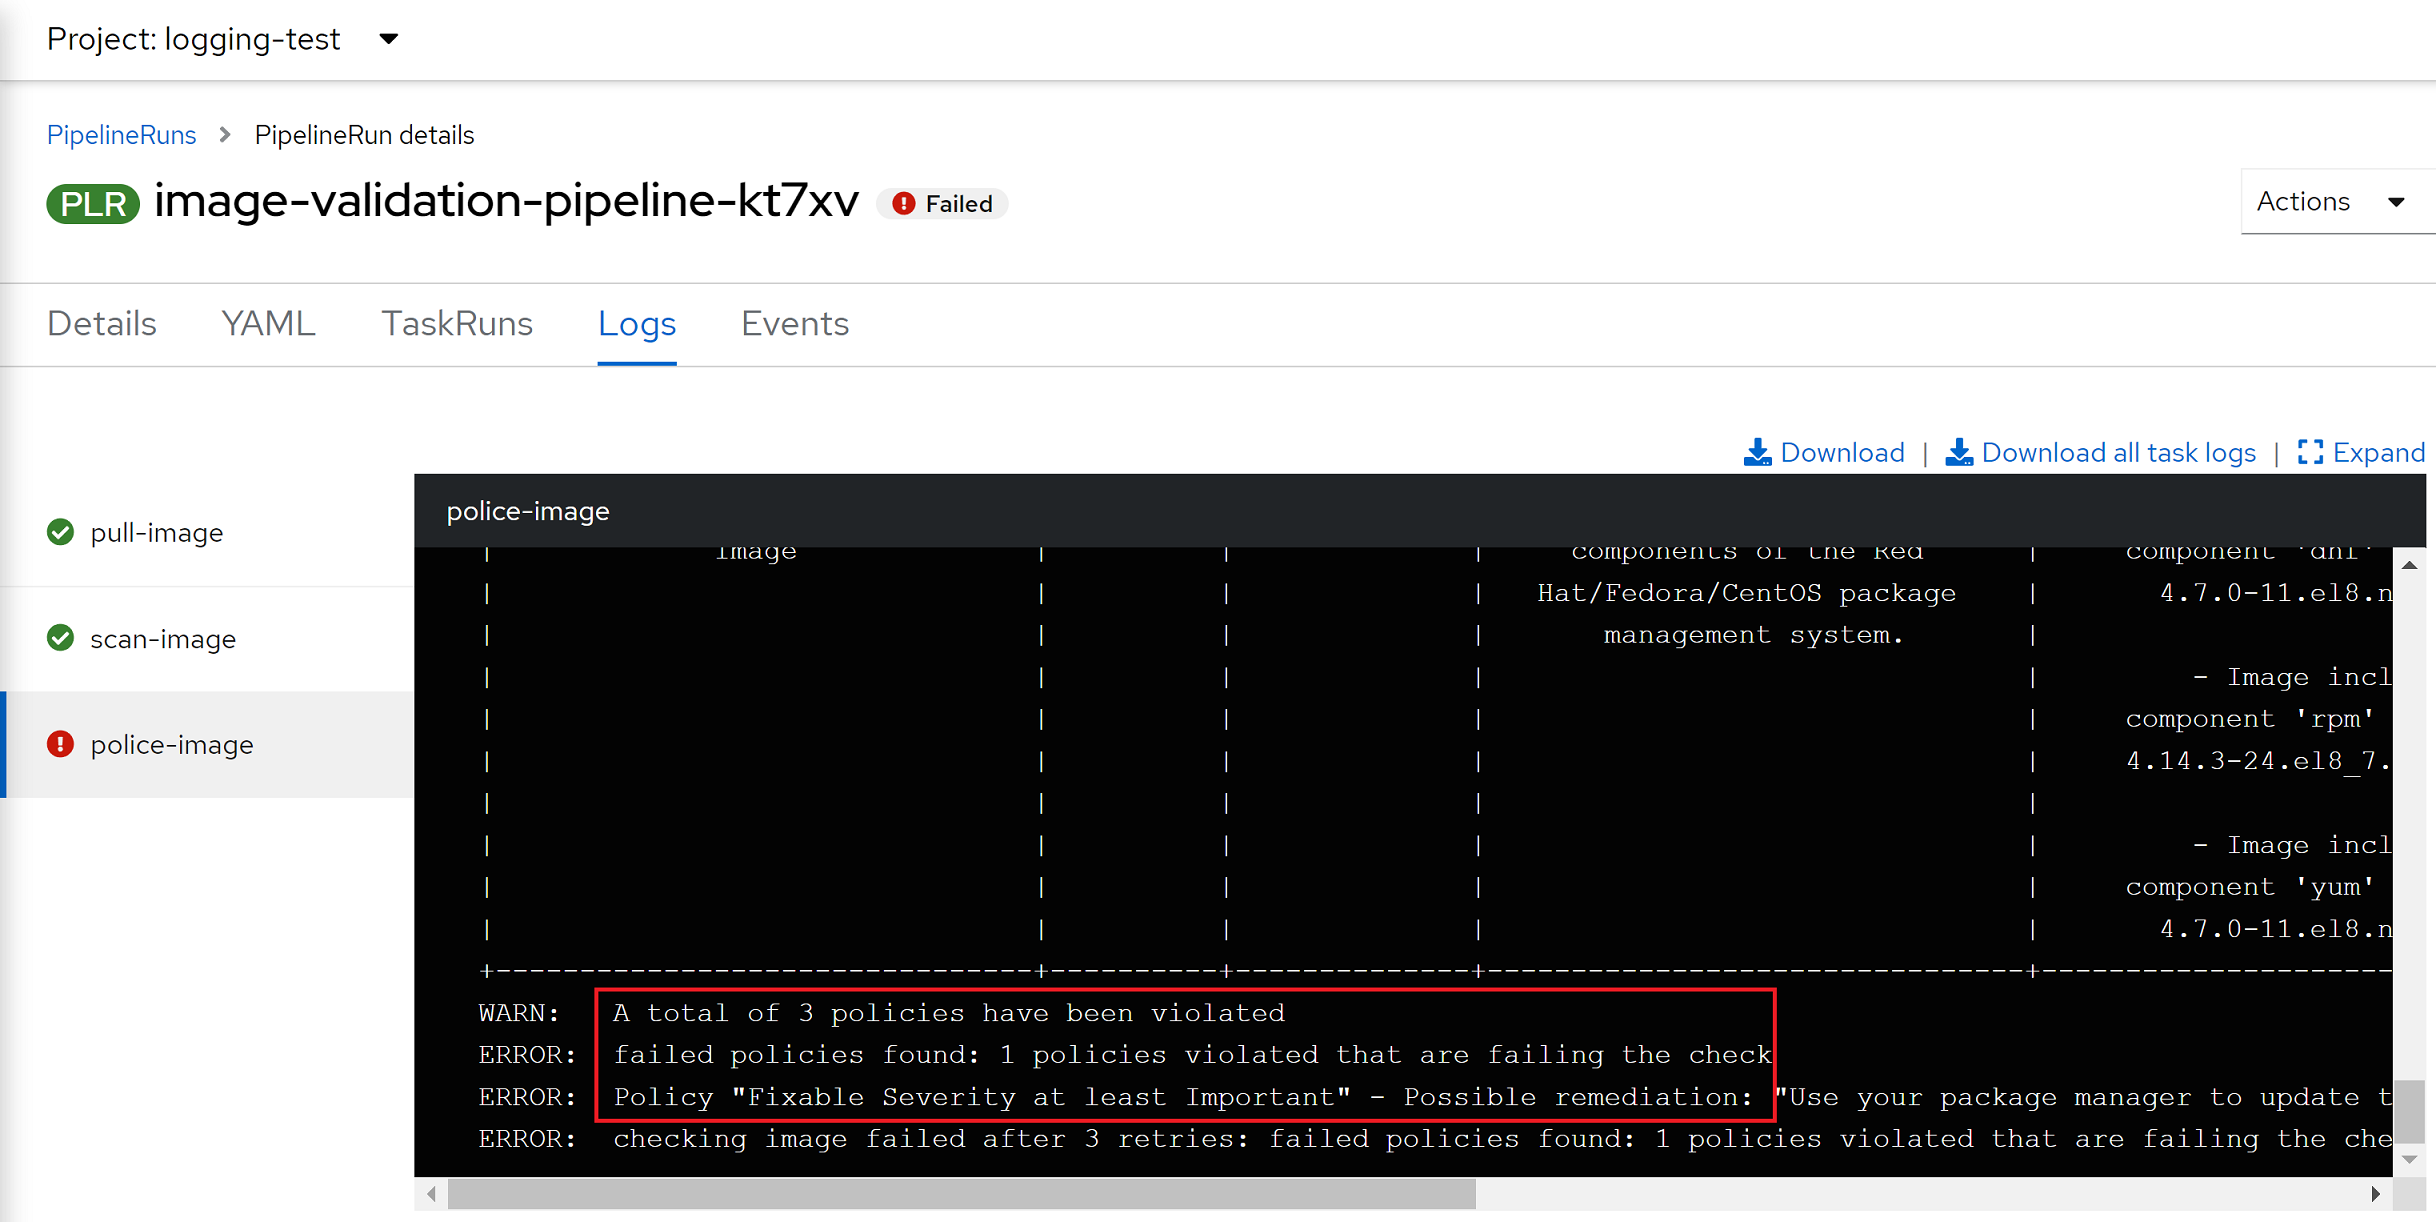 Project: logging-test
PipelineRuns > PipelineRun details
PLR image-validation-pipeline-kt7xv Failed
Actions
Details YAML TaskRuns Logs Events
Download | Download all task logs | Expand
pull-image
scan-image
police-image
police-image
| Image | | | components of the Red | component 'dnf'
| | | | Hat/Fedora/CentOS package | 4.7.0-11.el8.n
| | | | management system. |
| | | | | - Image incl
| | | | | component 'rpm'
| | | | | 4.14.3-24.el8_7.
| | | | |
| | | | | - Image incl
| | | | | component 'yum'
| | | | | 4.7.0-11.el8.n
+--------------------------------+----------+--------------+--------------------------------+---------------------
WARN: A total of 3 policies have been violated
ERROR: failed policies found: 1 policies violated that are failing the check
ERROR: Policy "Fixable Severity at least Important" - Possible remediation: "Use your package manager to update t
ERROR: checking image failed after 3 retries: failed policies found: 1 policies violated that are failing the che